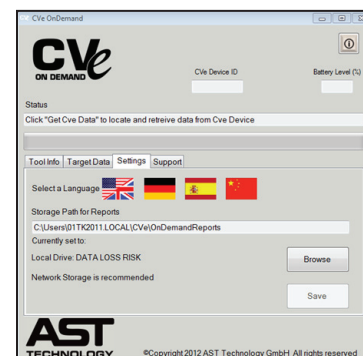 CVe OnDemand
CVe
ON DEMAND
CVe Device ID
Battery Level (%)
Status
Click "Get Cve Data" to locate and retreive data from Cve Device
Tool Info
Target Data
Settings
Support
Select a Language
Storage Path for Reports
C:\Users\01TK2011.LOCAL\CVe\OnDemandReports
Currently set to:
Local Drive: DATA LOSS RISK
Browse
Network Storage is recommended
Save
AST
TECHNOLOGY
©Copyright 2012 AST Technology GmbH All rights reserved